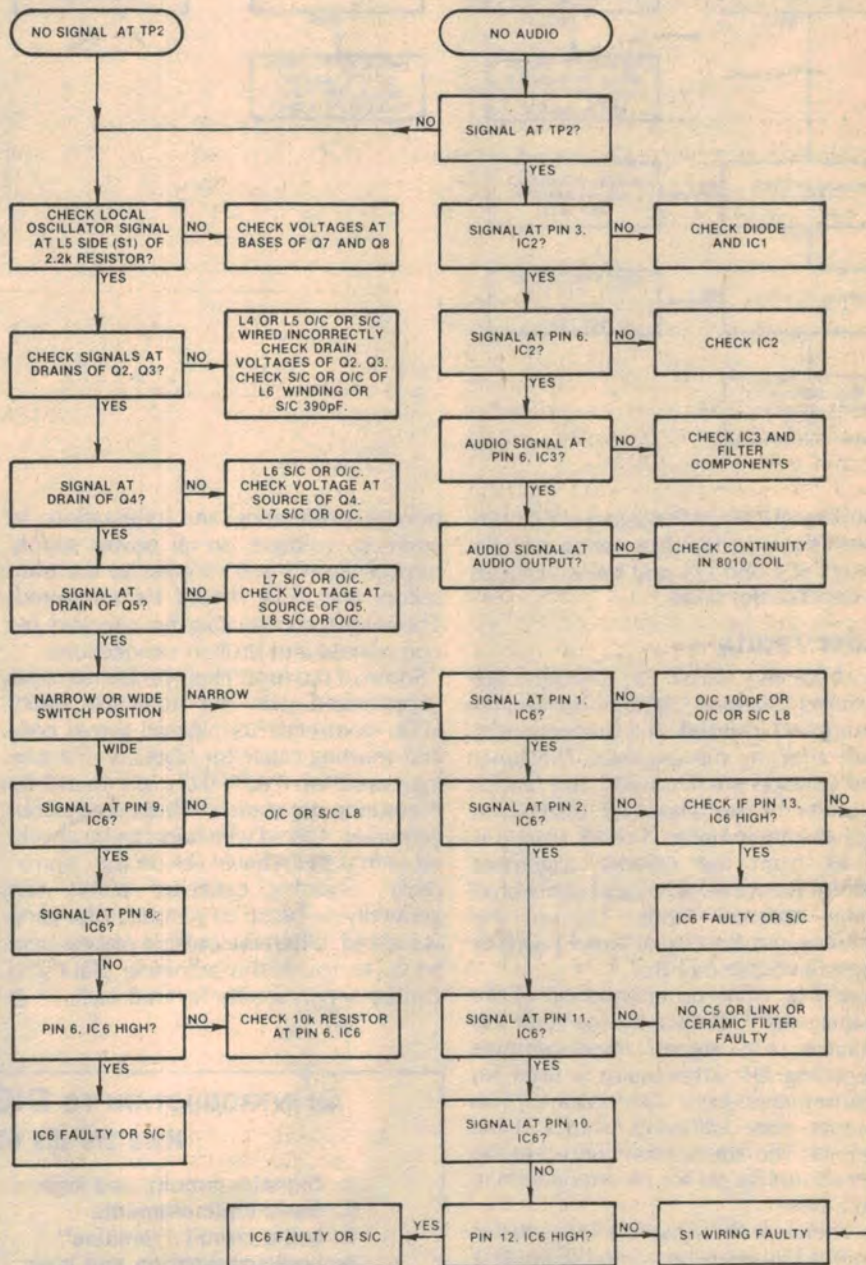 NO SIGNAL AT TP2
NO AUDIO
NO
SIGNAL AT TP2?
YES
CHECK LOCAL
OSCILLATOR SIGNAL
AT L5 SIDE (S1) OF
2.2k RESISTOR?
NO
CHECK VOLTAGES AT
BASES OF Q7 AND Q8
SIGNAL AT PIN 3.
IC2?
NO
CHECK DIODE
AND IC1
YES
YES
CHECK SIGNALS AT
DRAINS OF Q2. Q3?
NO
L4 OR L5 O/C OR S/C
WIRED INCORRECTLY
CHECK DRAIN
VOLTAGES OF Q2. Q3.
CHECK S/C OR O/C OF
L6 WINDING OR
S/C 390pF.
SIGNAL AT PIN 6.
IC2?
NO
CHECK IC2
YES
YES
SIGNAL AT
DRAIN OF Q4?
NO
L6 S/C OR O/C.
CHECK VOLTAGE AT
SOURCE OF Q4.
L7 S/C OR O/C.
AUDIO SIGNAL AT
PIN 6. IC3?
NO
CHECK IC3 AND
FILTER
COMPONENTS
YES
YES
SIGNAL AT
DRAIN OF Q5?
NO
L7 S/C OR O/C.
CHECK VOLTAGE AT
SOURCE OF Q5.
L8 S/C OR O/C.
AUDIO SIGNAL AT
AUDIO OUTPUT?
NO
CHECK CONTINUITY
IN 8010 COIL
YES
NARROW OR WIDE
SWITCH POSITION
NARROW
SIGNAL AT PIN 1.
IC6?
NO
O/C 100pF OR
O/C OR S/C L8
WIDE
YES
SIGNAL AT PIN 9.
IC6?
NO
O/C OR S/C L8
SIGNAL AT PIN 2.
IC6?
NO
CHECK IF PIN 13.
IC6 HIGH?
NO
YES
YES
YES
SIGNAL AT PIN 8.
IC6?
IC6 FAULTY OR S/C
NO
PIN 6. IC6 HIGH?
NO
CHECK 10k RESISTOR
AT PIN 6. IC6
SIGNAL AT PIN 11.
IC6?
NO
NO C5 OR LINK OR
CERAMIC FILTER
FAULTY
YES
YES
IC6 FAULTY OR S/C
SIGNAL AT PIN 10.
IC6?
NO
IC6 FAULTY OR S/C
YES
PIN 12. IC6 HIGH?
NO
S1 WIRING FAULTY